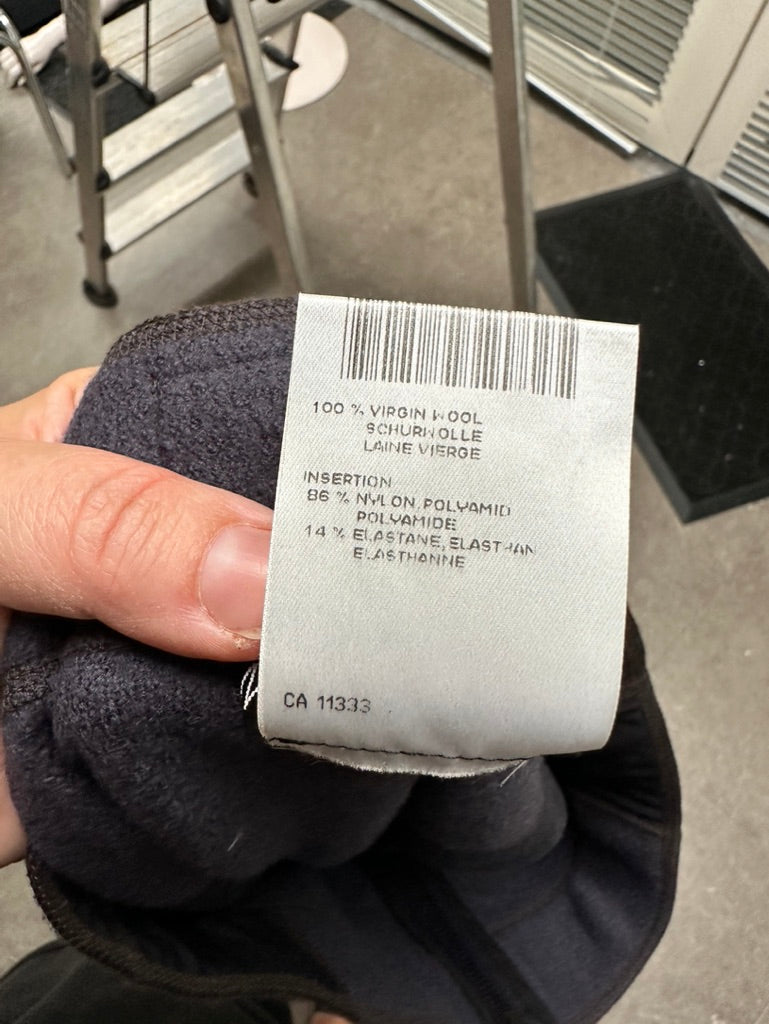 100 % VIRGIN WOOL
SCHURWOLLE
LAINE VIERGE
INSERTION
86 % NYLON, POLYAMID
POLYAMIDE
14 % ELASTANE, ELASTHAN
ELASTHANNE
CA 11333